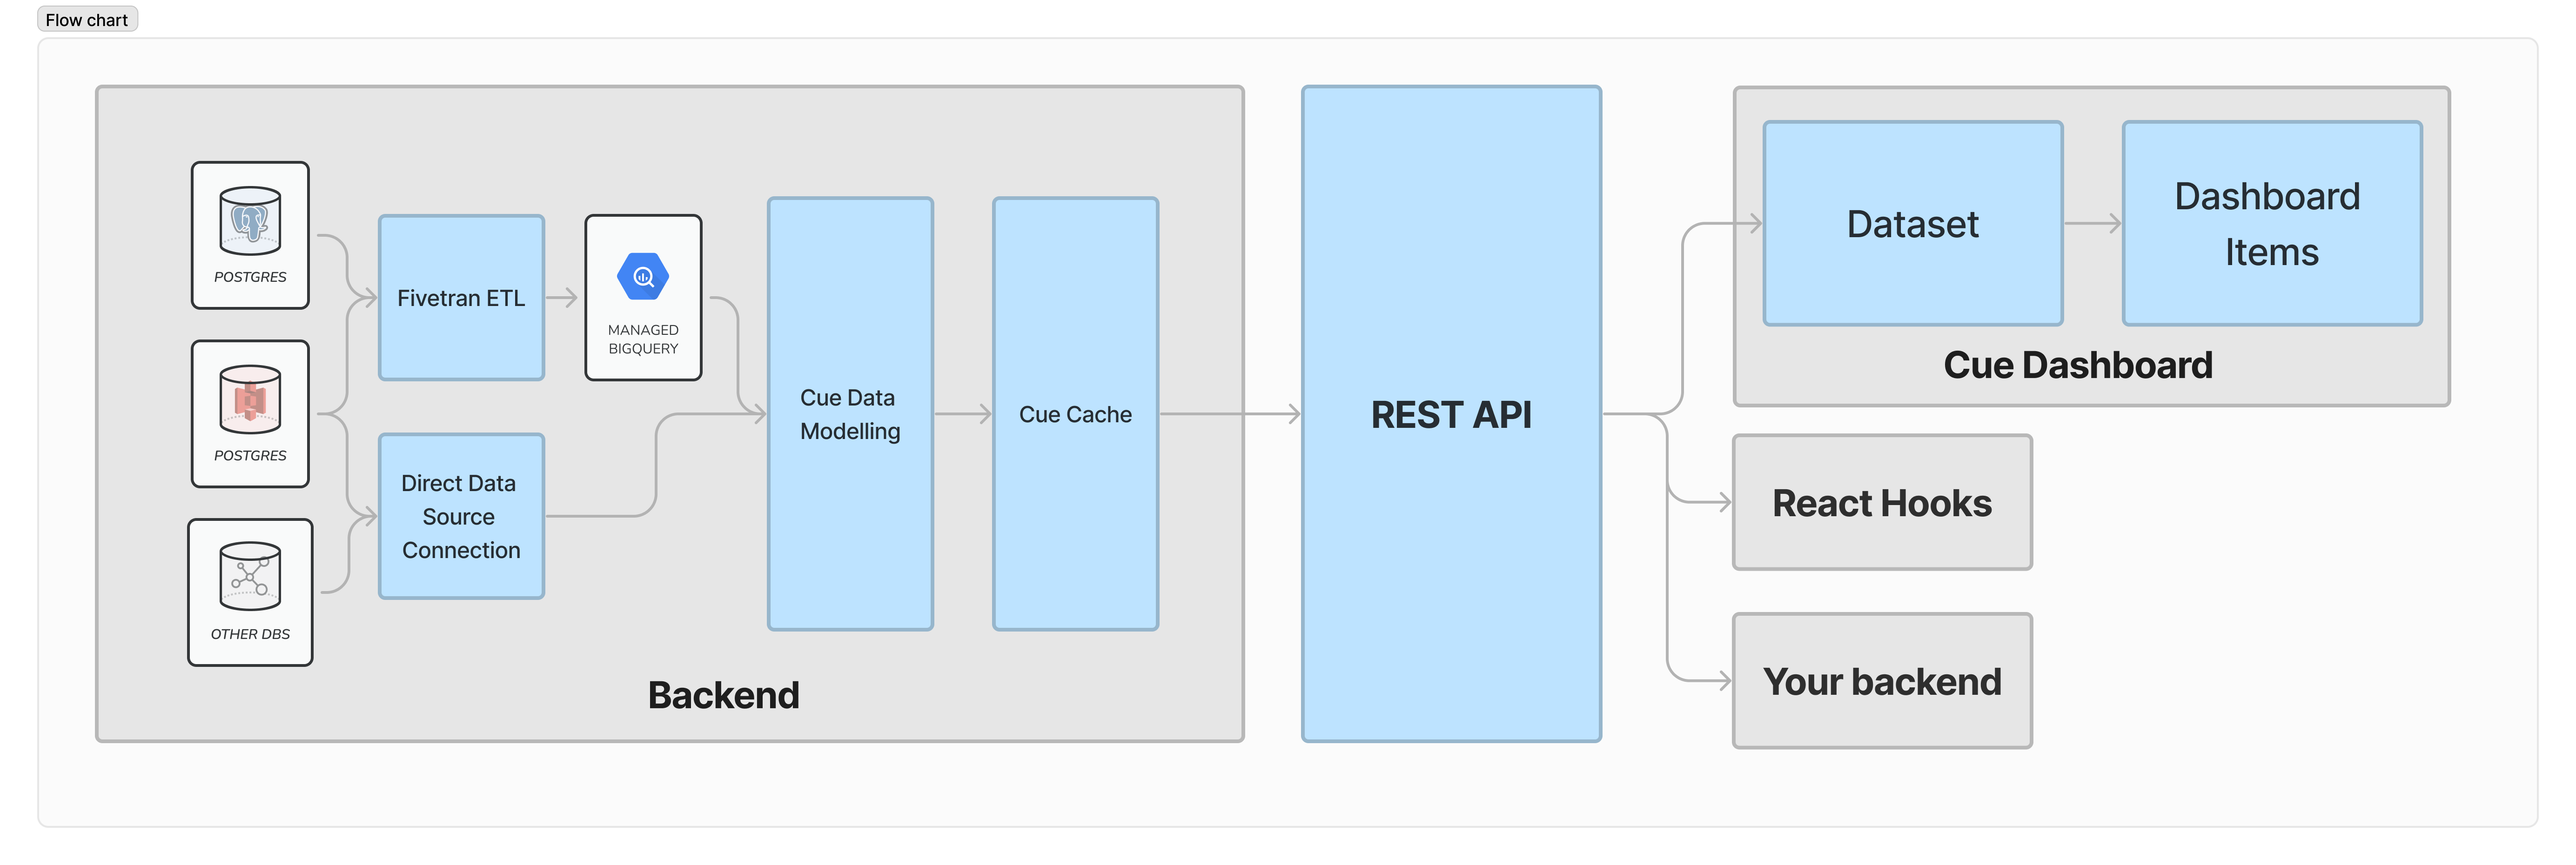 Flow chart
POSTGRES
POSTGRES
OTHER DBS
Fivetran ETL
Direct Data
Source
Connection
MANAGED
BIGQUERY
Cue Data
Modelling
Cue Cache
Backend
REST API
Dataset
Dashboard
Items
Cue Dashboard
React Hooks
Your backend